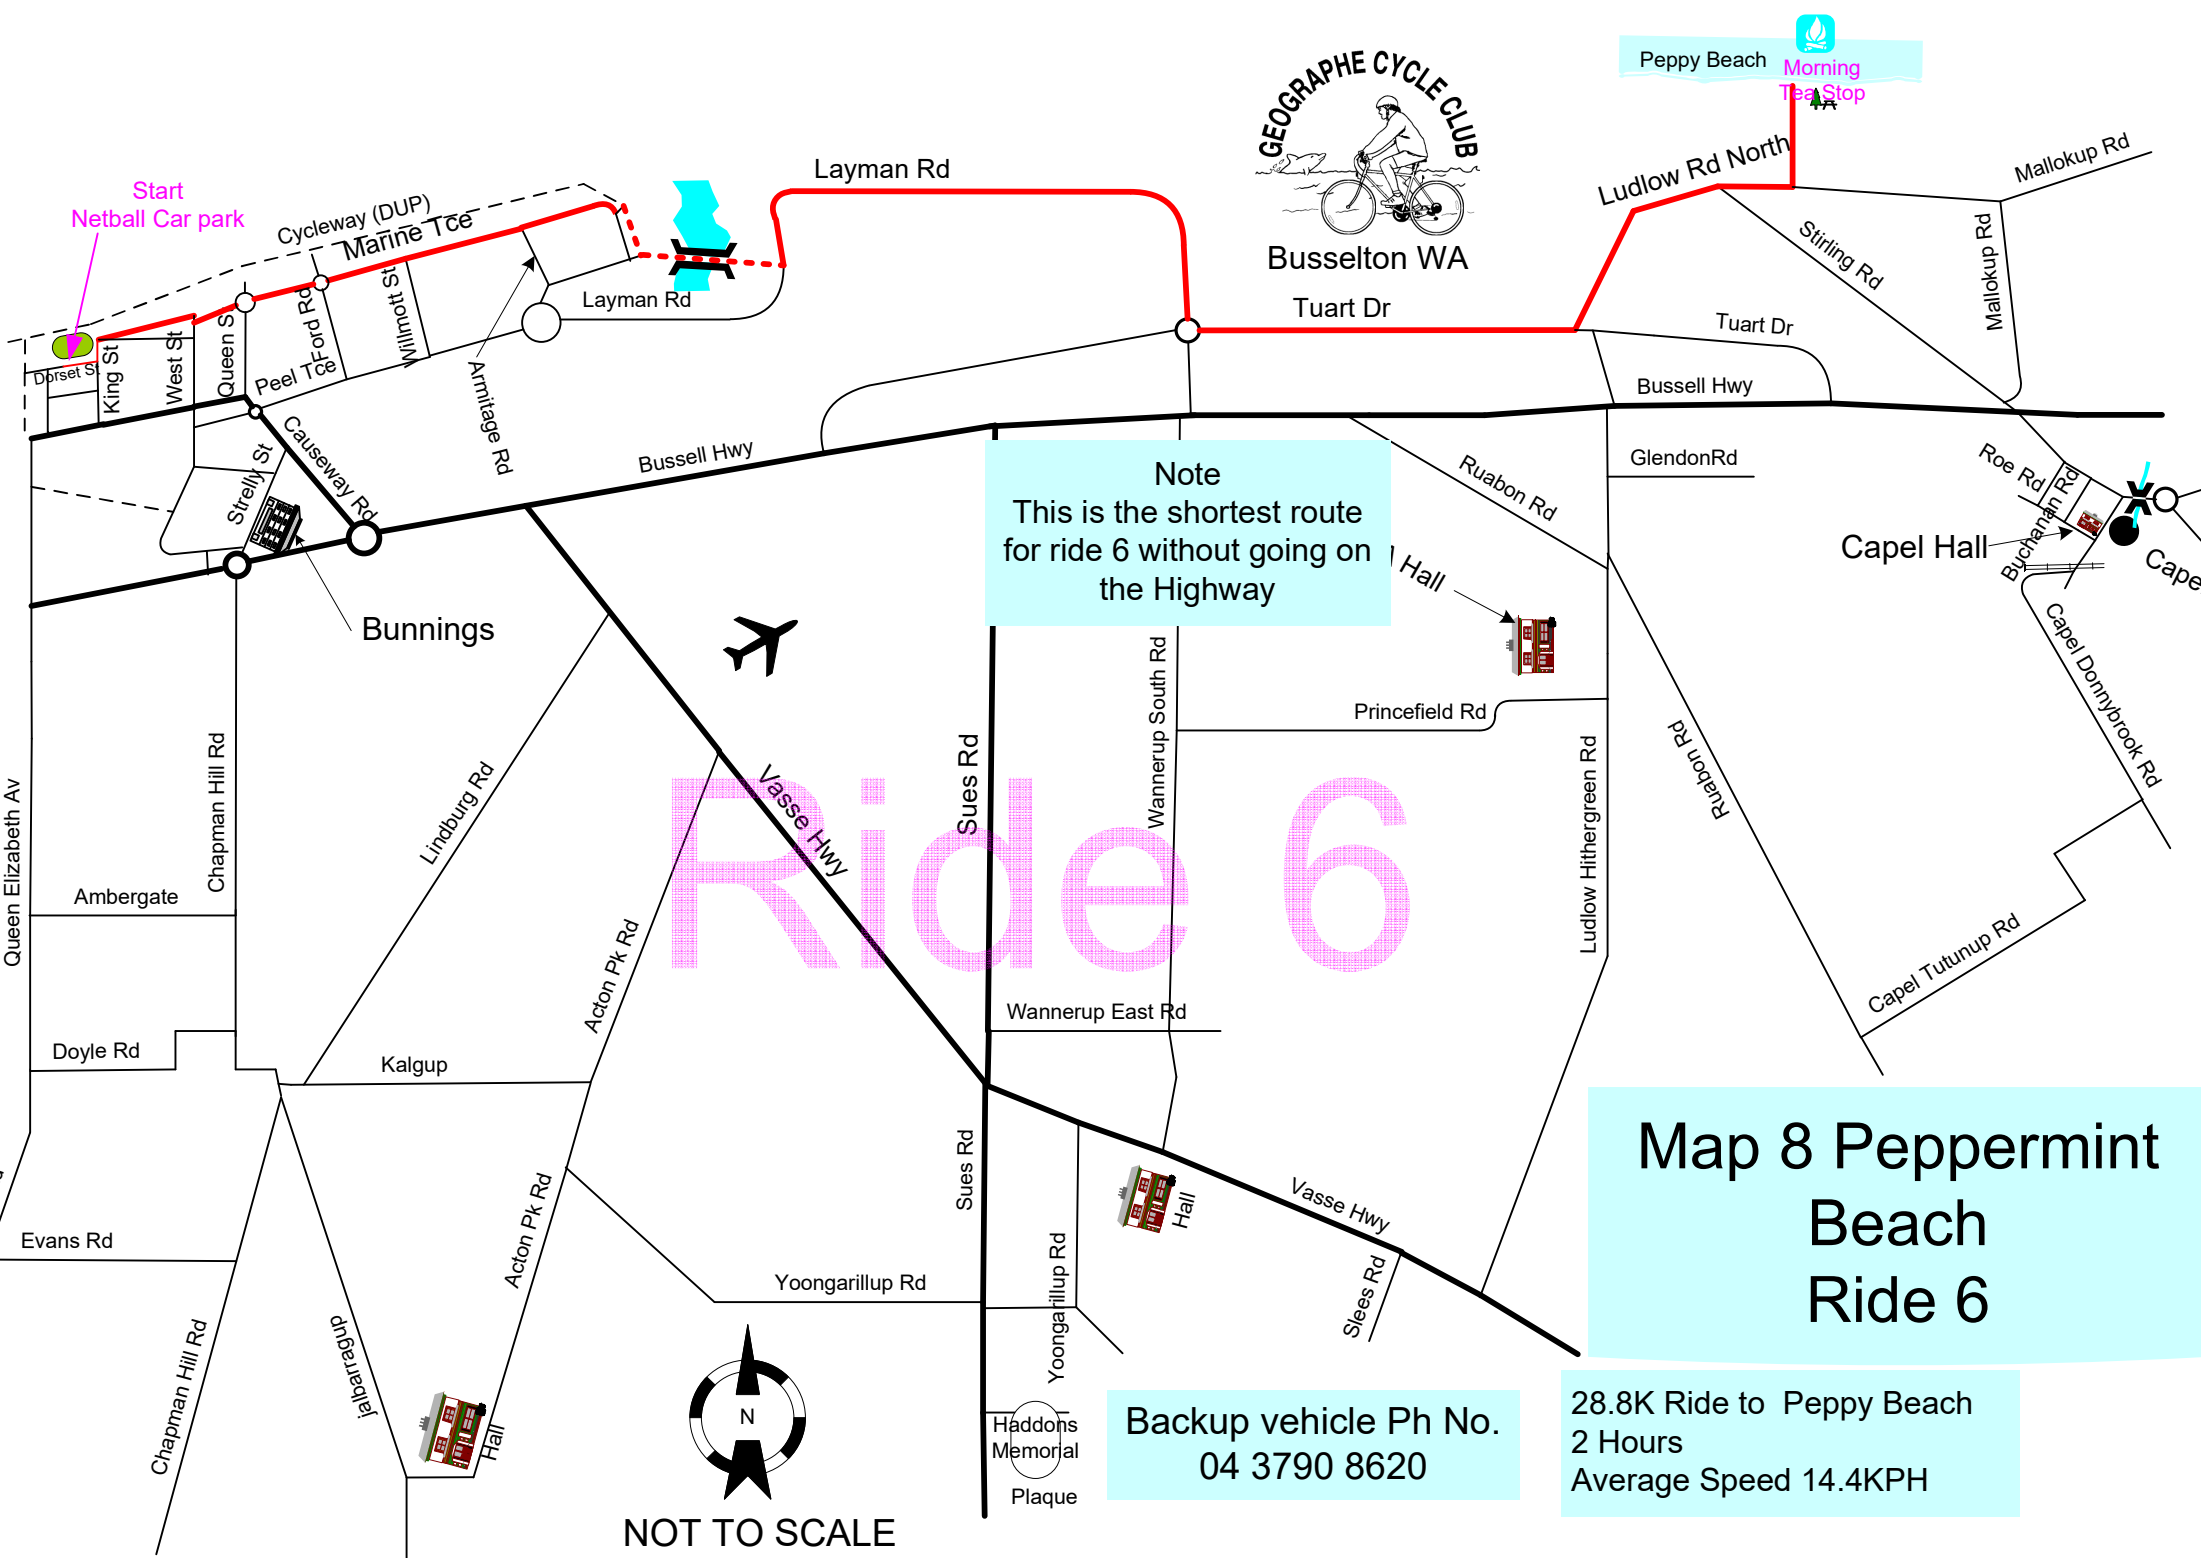 GEOGRAPHE CYCLE CLUB
Busselton WA
Peppy Beach
Morning
Tea Stop
Start
Netball Car park
Cycleway (DUP)
Marine Tce
Layman Rd
Ludlow Rd North
Mallokup Rd
Mallokup Rd
Stirling Rd
Layman Rd
Tuart Dr
Tuart Dr
Bussell Hwy
Dorset St
King St
West St
Queen St
Ford Rd
Willmott St
Peel Tce
Armitage Rd
Causeway Rd
Strelly St
Bussell Hwy
Bunnings
Note
This is the shortest route
for ride 6 without going on
the Highway
Hall
Ruabon Rd
GlendonRd
Roe Rd
Buchanan Rd
Capel Hall
Cape
Capel Donnybrook Rd
Princefield Rd
Wannerup South Rd
Ludlow Hithergreen Rd
Ruabon Rd
Capel Tutunup Rd
Queen Elizabeth Av
Chapman Hill Rd
Lindburg Rd
Vasse Hwy
Sues Rd
Ride 6
Ambergate
Acton Pk Rd
Wannerup East Rd
Doyle Rd
Kalgup
Evans Rd
Chapman Hill Rd
jalbarragup
Acton Pk Rd
Hall
Yoongarillup Rd
Sues Rd
Yoongarillup Rd
Hall
Vasse Hwy
Slees Rd
Haddons
Memorial
Plaque
N
NOT TO SCALE
Map 8 Peppermint
Beach
Ride 6
Backup vehicle Ph No.
04 3790 8620
28.8K Ride to Peppy Beach
2 Hours
Average Speed 14.4KPH